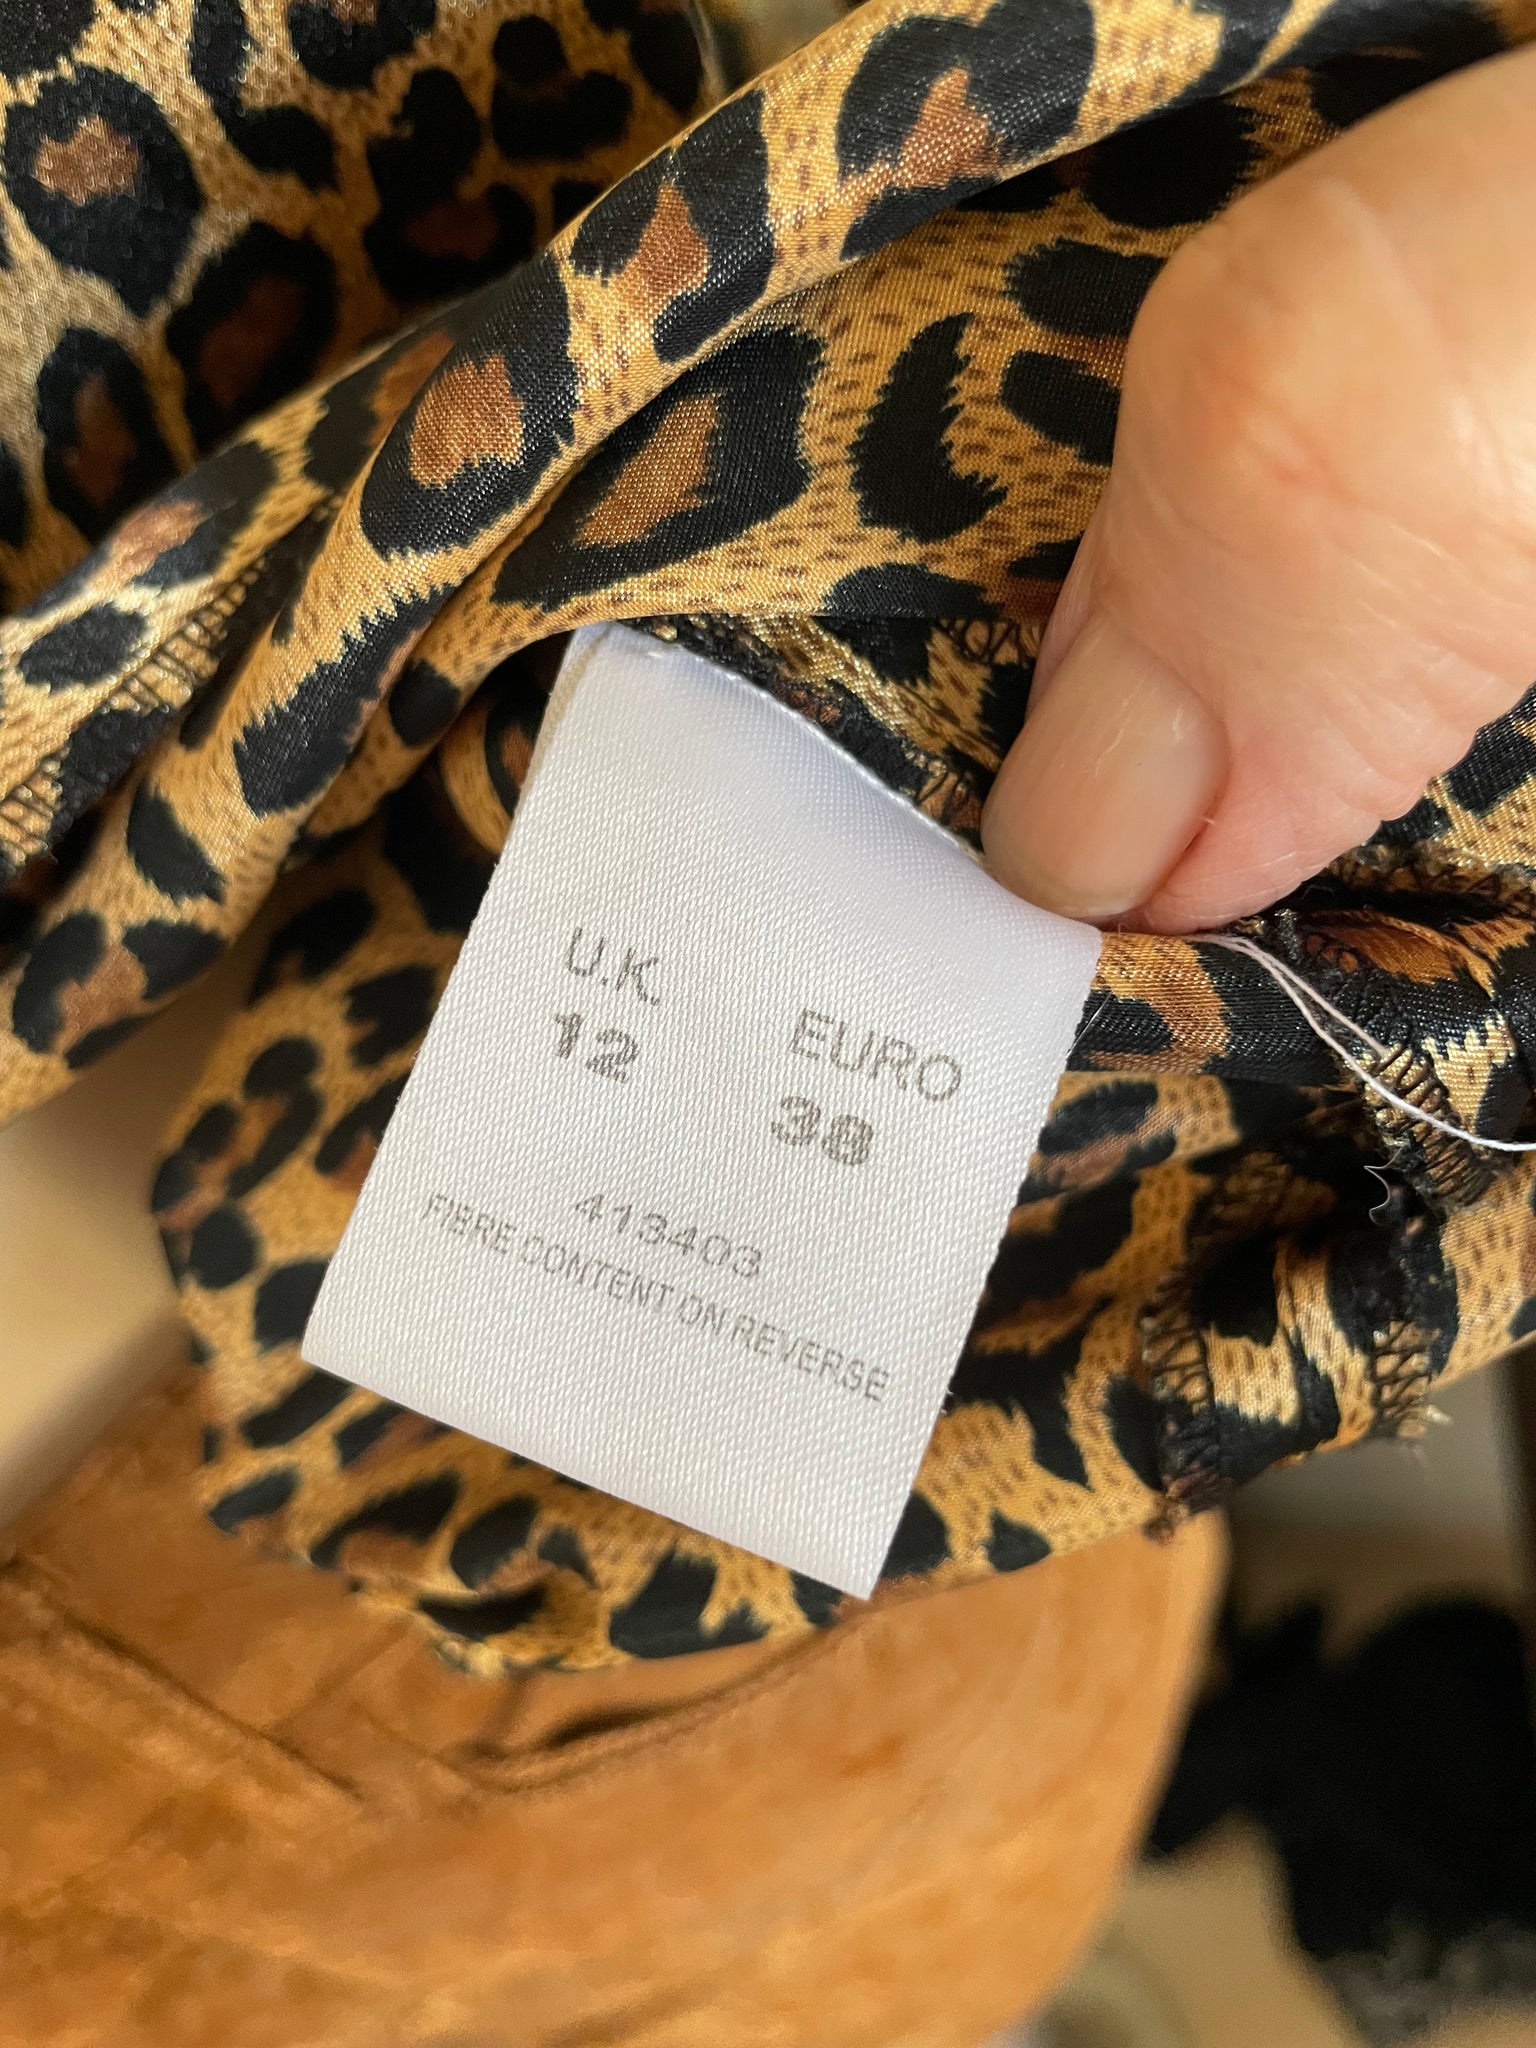 U.K. EURO
12 38
413403
FIBRE CONTENT ON REVERSE